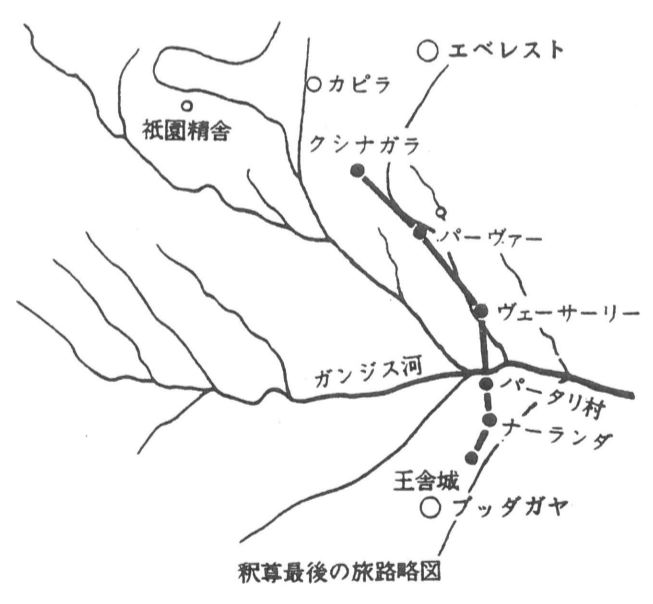 エベレスト
カピラ
祇園精舎
クシナガラ
パーヴァー
ヴェーサーリー
ガンジス河
パータリ村
ナーランダ
王舎城
ブッダガヤ
釈尊最後の旅路略図